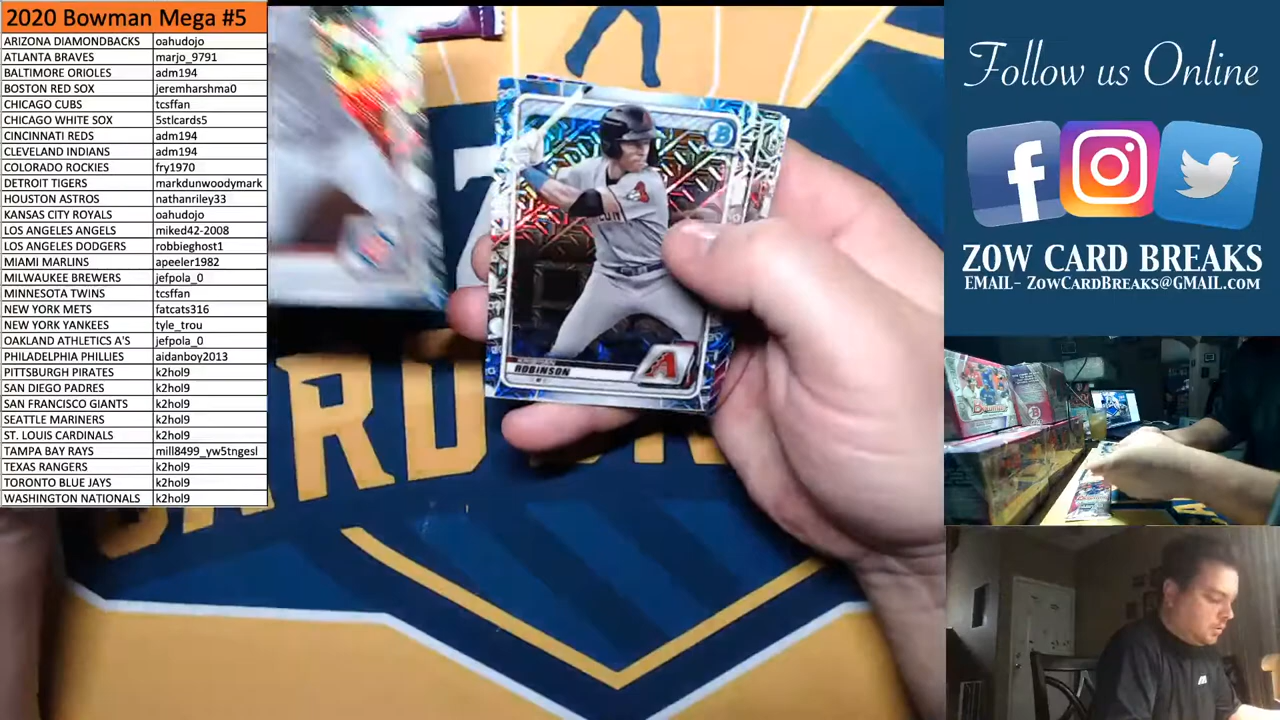 2020 Bowman Mega #5
ARIZONA DIAMONDBACKS oahudojo
ATLANTA BRAVES marjo_9791
BALTIMORE ORIOLES adm194
BOSTON RED SOX jeremharshma0
CHICAGO CUBS tcsffan
CHICAGO WHITE SOX 5stlcards5
CINCINNATI REDS adm194
CLEVELAND INDIANS adm194
COLORADO ROCKIES fry1970
DETROIT TIGERS markdunwoodymark
HOUSTON ASTROS nathanriley33
KANSAS CITY ROYALS oahudojo
LOS ANGELES ANGELS miked42-2008
LOS ANGELES DODGERS robbieghost1
MIAMI MARLINS apeeler1982
MILWAUKEE BREWERS jefpola_0
MINNESOTA TWINS tcsffan
NEW YORK METS fatcats316
NEW YORK YANKEES tyle_trou
OAKLAND ATHLETICS A'S jefpola_0
PHILADELPHIA PHILLIES aidanboy2013
PITTSBURGH PIRATES k2hol9
SAN DIEGO PADRES k2hol9
SAN FRANCISCO GIANTS k2hol9
SEATTLE MARINERS k2hol9
ST. LOUIS CARDINALS k2hol9
TAMPA BAY RAYS mill8499_yw5tngesl
TEXAS RANGERS k2hol9
TORONTO BLUE JAYS k2hol9
WASHINGTON NATIONALS k2hol9
ROBINSON
Follow us Online
ZOW CARD BREAKS
EMAIL- ZOWCARDBREAKS@GMAIL.COM